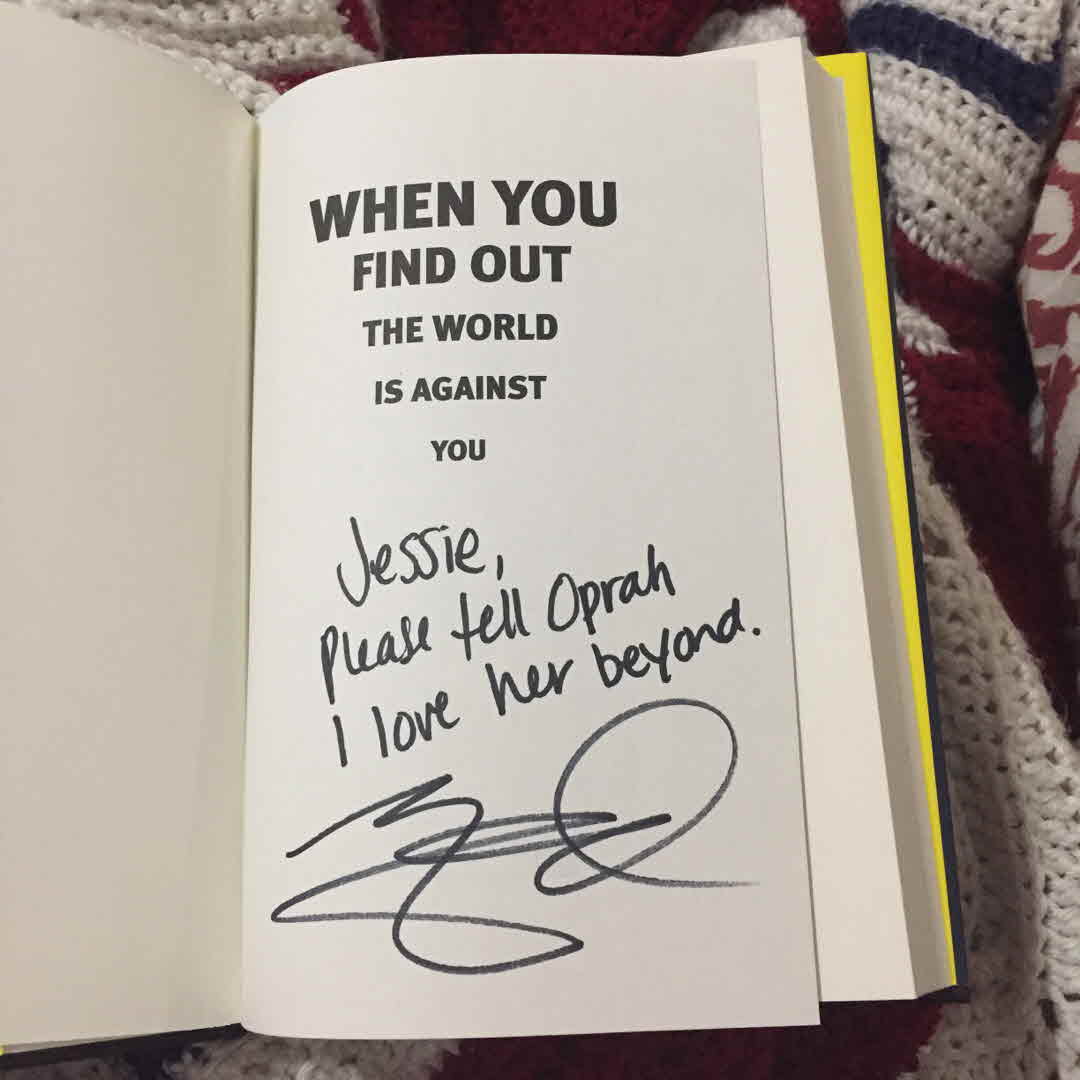 WHEN YOU
FIND OUT
THE WORLD
IS AGAINST
YOU
Jessie,
Please tell Oprah
I love her beyond.